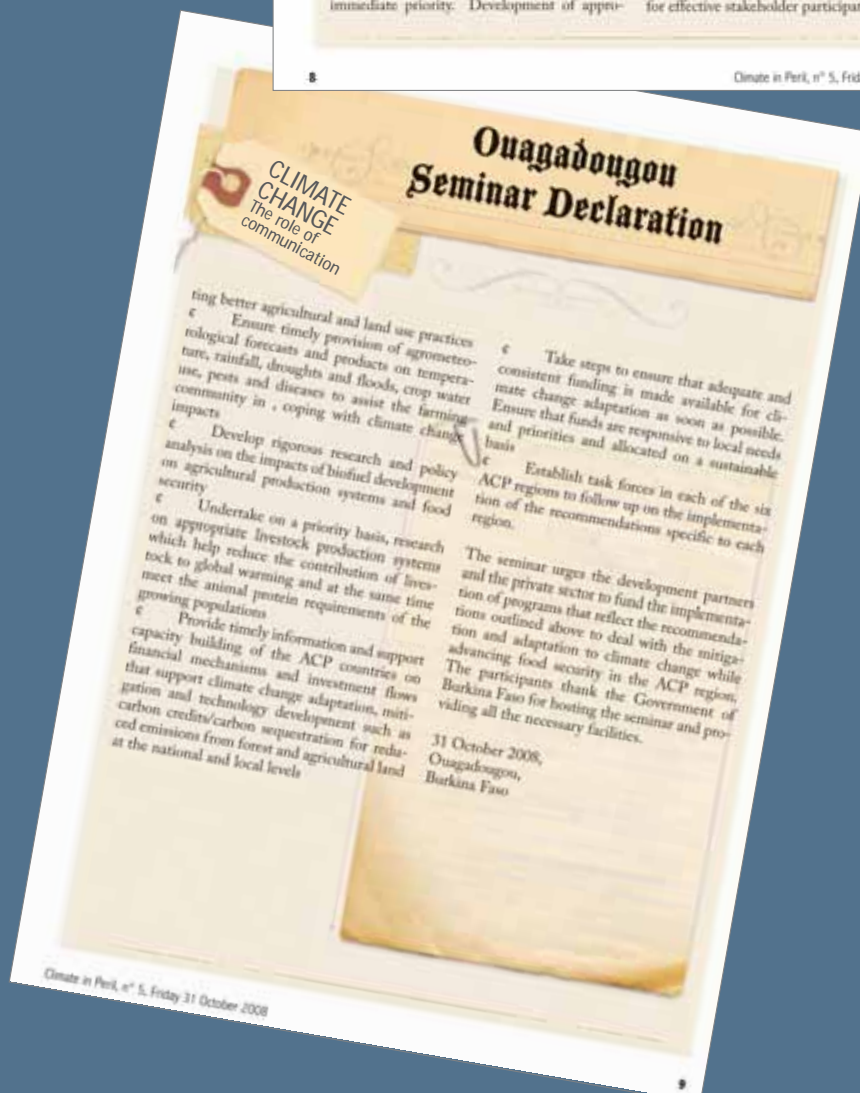 immediate priority. Development of appro-
for effective stakeholder participa
8
Climate in Peril, n° 5, Frid
Ouagadougou
Seminar Declaration
CLIMATE
CHANGE
The role of
communication
ting better agricultural and land use practices
¢ Ensure timely provision of agrometeo-
rological forecasts and products on tempera-
ture, rainfall, droughts and floods, crop water
use, pests and diseases to assist the farming
community in , coping with climate change
impacts
¢ Develop rigorous research and policy
analysis on the impacts of biofuel development
on agricultural production systems and food
security
¢ Undertake on a priority basis, research
on appropriate livestock production systems
which help reduce the contribution of lives-
tock to global warming and at the same time
meet the animal protein requirements of the
growing populations
¢ Provide timely information and support
capacity building of the ACP countries on
financial mechanisms and investment flows
that support climate change adaptation, miti-
gation and technology development such as
carbon credits/carbon sequestration for redu-
ced emissions from forest and agricultural land
at the national and local levels
¢ Take steps to ensure that adequate and
consistent funding is made available for cli-
mate change adaptation as soon as possible.
Ensure that funds are responsive to local needs
and priorities and allocated on a sustainable
basis
¢ Establish task forces in each of the six
ACP regions to follow up on the implementa-
tion of the recommendations specific to each
region.
The seminar urges the development partners
and the private sector to fund the implementa-
tion of programs that reflect the recommenda-
tions outlined above to deal with the mitiga-
tion and adaptation to climate change while
advancing food security in the ACP region.
The participants thank the Government of
Burkina Faso for hosting the seminar and pro-
viding all the necessary facilities.
31 October 2008,
Ouagadougou,
Burkina Faso
Climate in Peril, n° 5, Friday 31 October 2008
9